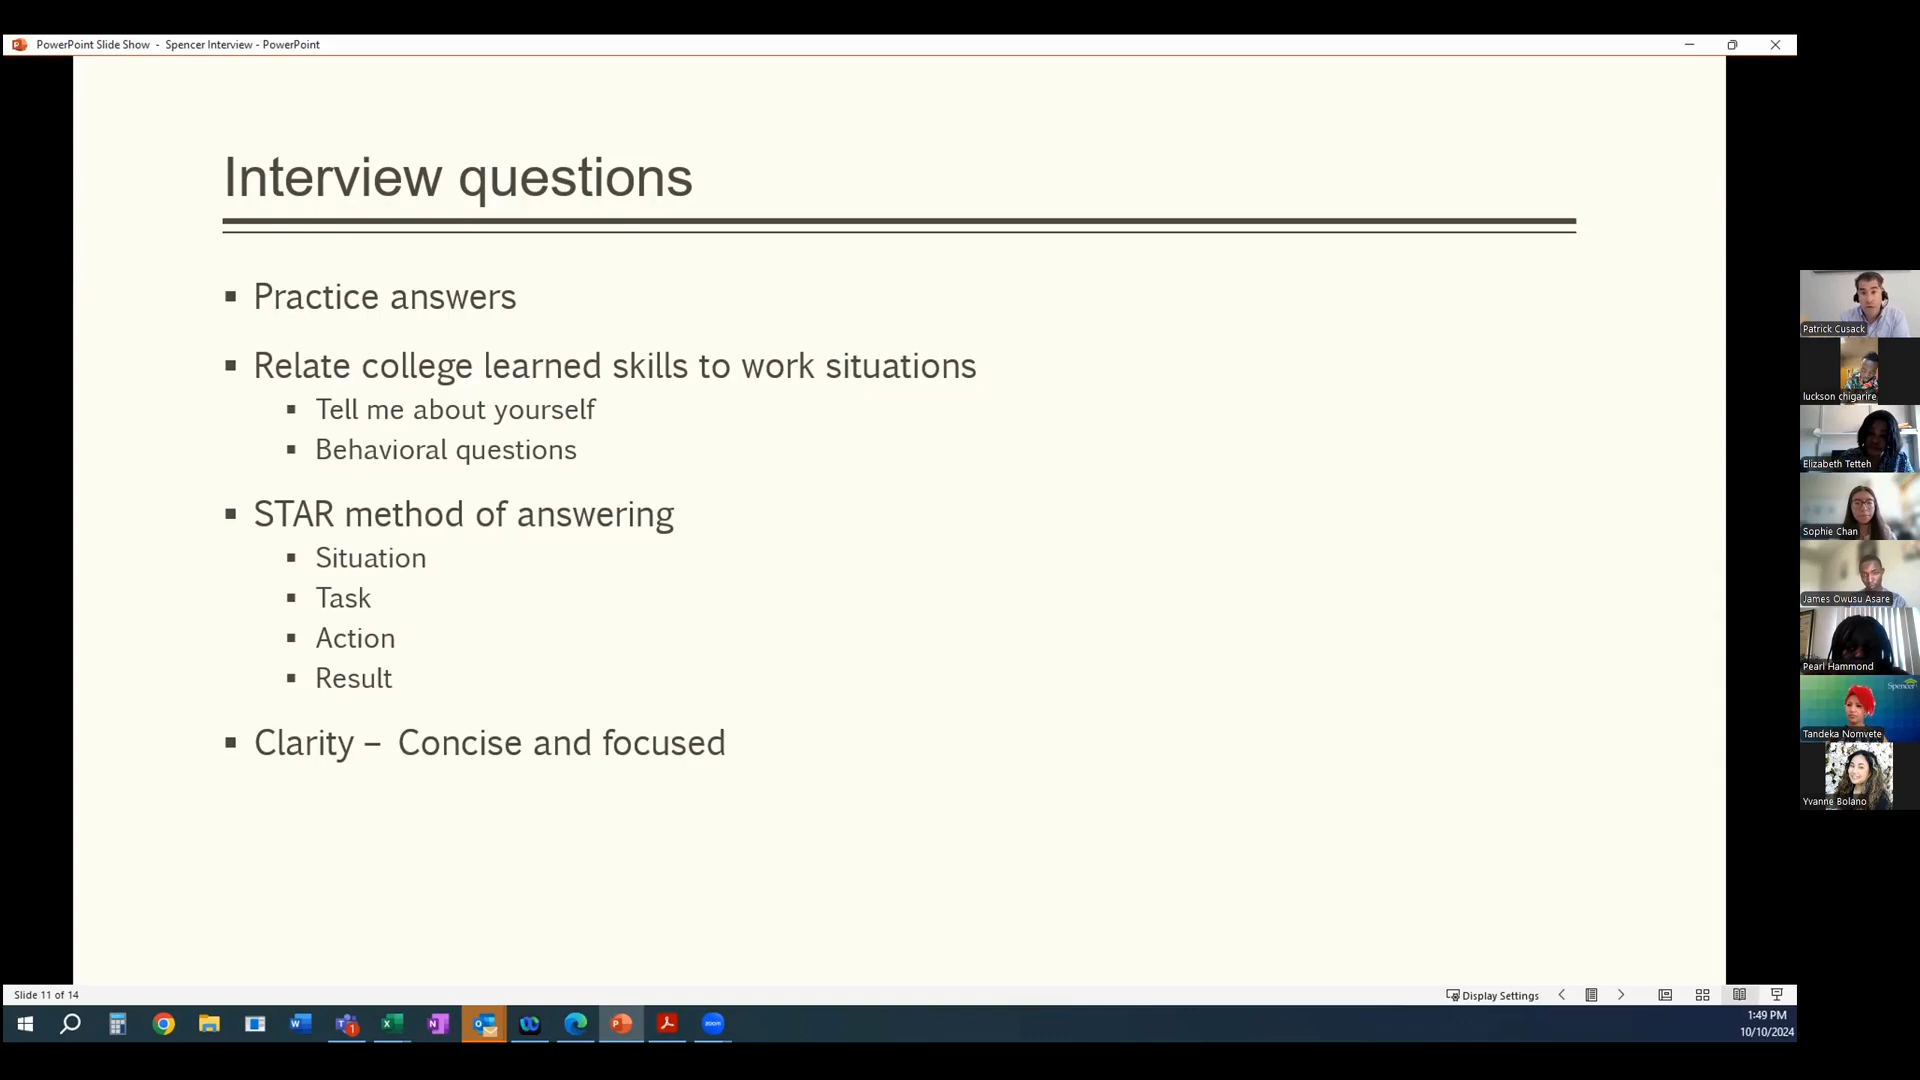 PowerPoint Slide Show - Spencer Interview - PowerPoint
Interview questions
▪ Practice answers
▪ Relate college learned skills to work situations
▪ Tell me about yourself
▪ Behavioral questions
▪ STAR method of answering
▪ Situation
▪ Task
▪ Action
▪ Result
▪ Clarity – Concise and focused
Patrick Cusack
luckson chigarire
Elizabeth Tetteh
Sophie Chan
James Owusu Asare
Pearl Hammond
Spencer
Tandeka Nomvete
Yvanne Bolano
Slide 11 of 14
Display Settings
1:49 PM
10/10/2024